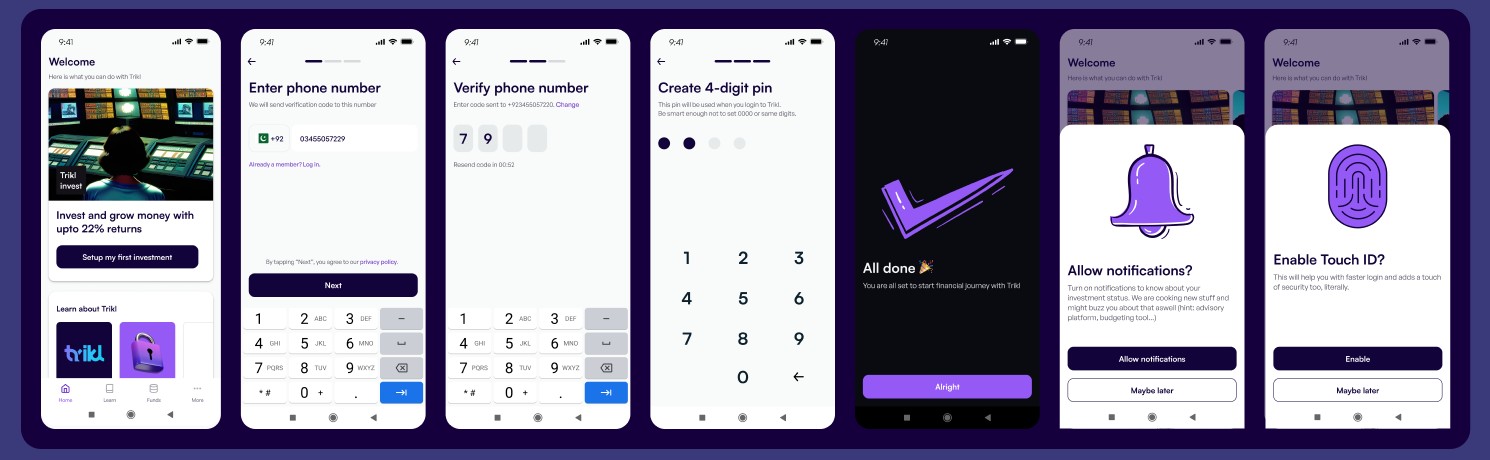 9:41
Welcome
Here is what you can do with Trikl
Trikl
invest
Invest and grow money with
upto 22% returns
Setup my first investment
Learn about Trikl
trikl
Home
Learn
Funds
More
9:41
Enter phone number
We will send verification code to this number
+92
03455057229
Already a member? Log in.
By tapping "Next", you agree to our privacy policy.
Next
1
2 ABC
3 DEF
4 GHI
5 JKL
6 MNO
7 PQRS
8 TUV
9 WXYZ
* #
0 +
.
9:41
Verify phone number
Enter code sent to +923455057220. Change
7 9
Resend code in 00:52
1
2 ABC
3 DEF
4 GHI
5 JKL
6 MNO
7 PQRS
8 TUV
9 WXYZ
* #
0 +
.
9:41
Create 4-digit pin
This pin will be used when you login to Trikl.
Be smart enough not to set 0000 or same digits.
1 2 3
4 5 6
7 8 9
0
9:41
All done 🎉
You are all set to start financial journey with Trikl
Alright
9:41
Welcome
Here is what you can do with Trikl
Allow notifications?
Turn on notifications to know about your
investment status. We are cooking new stuff and
might buzz you about that aswell (hint: advisory
platform, budgeting tool...)
Allow notifications
Maybe later
9:41
Welcome
Here is what you can do with Trikl
Enable Touch ID?
This will help you with faster login and adds a touch
of security too, literally.
Enable
Maybe later